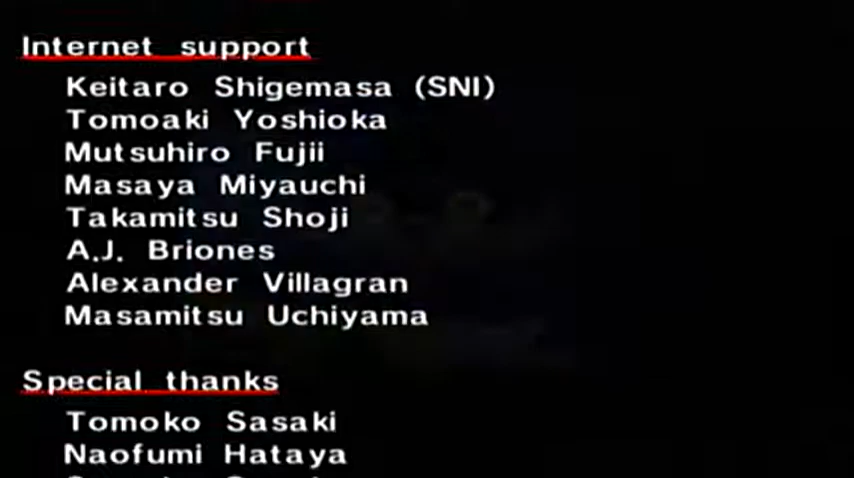 Internet support
Keitaro Shigemasa (SNI)
Tomoaki Yoshioka
Mutsuhiro Fujii
Masaya Miyauchi
Takamitsu Shoji
A.J. Briones
Alexander Villagran
Masamitsu Uchiyama
Special thanks
Tomoko Sasaki
Naofumi Hataya